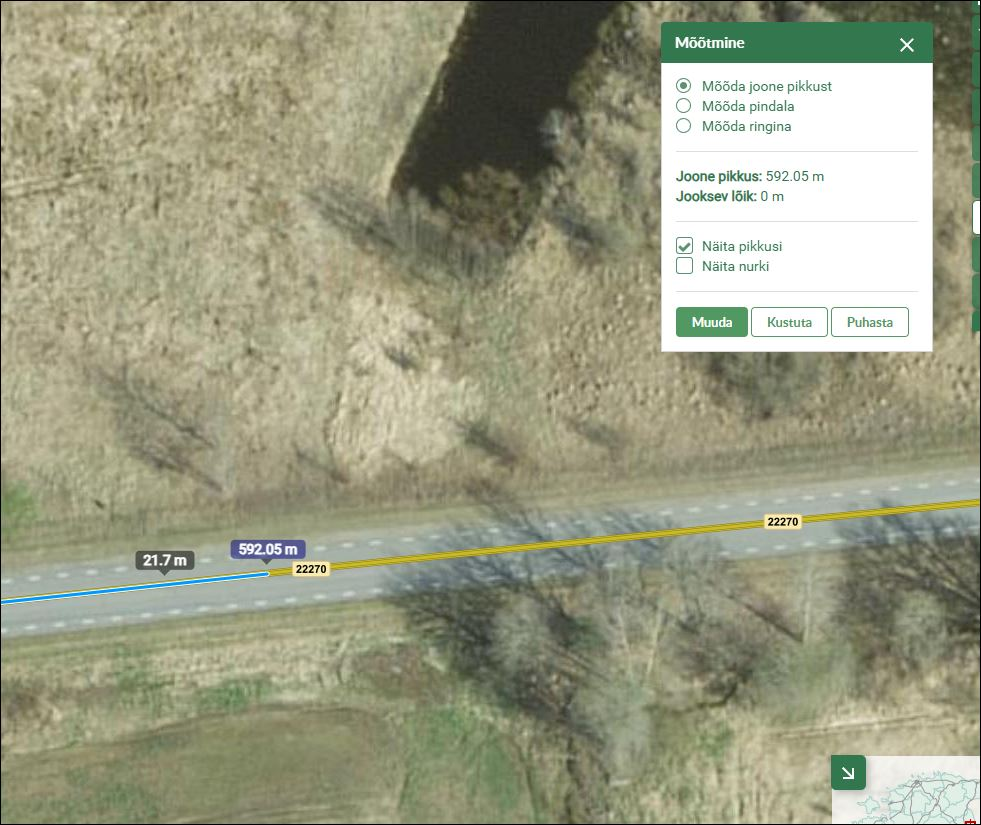 Mõõtmine
Mõõda joone pikkust
Mõõda pindala
Mõõda ringina
Joone pikkus: 592.05 m
Jooksev lõik: 0 m
Näita pikkusi
Näita nurki
Muuda
Kustuta
Puhasta
22270
592.05 m
21.7 m
22270